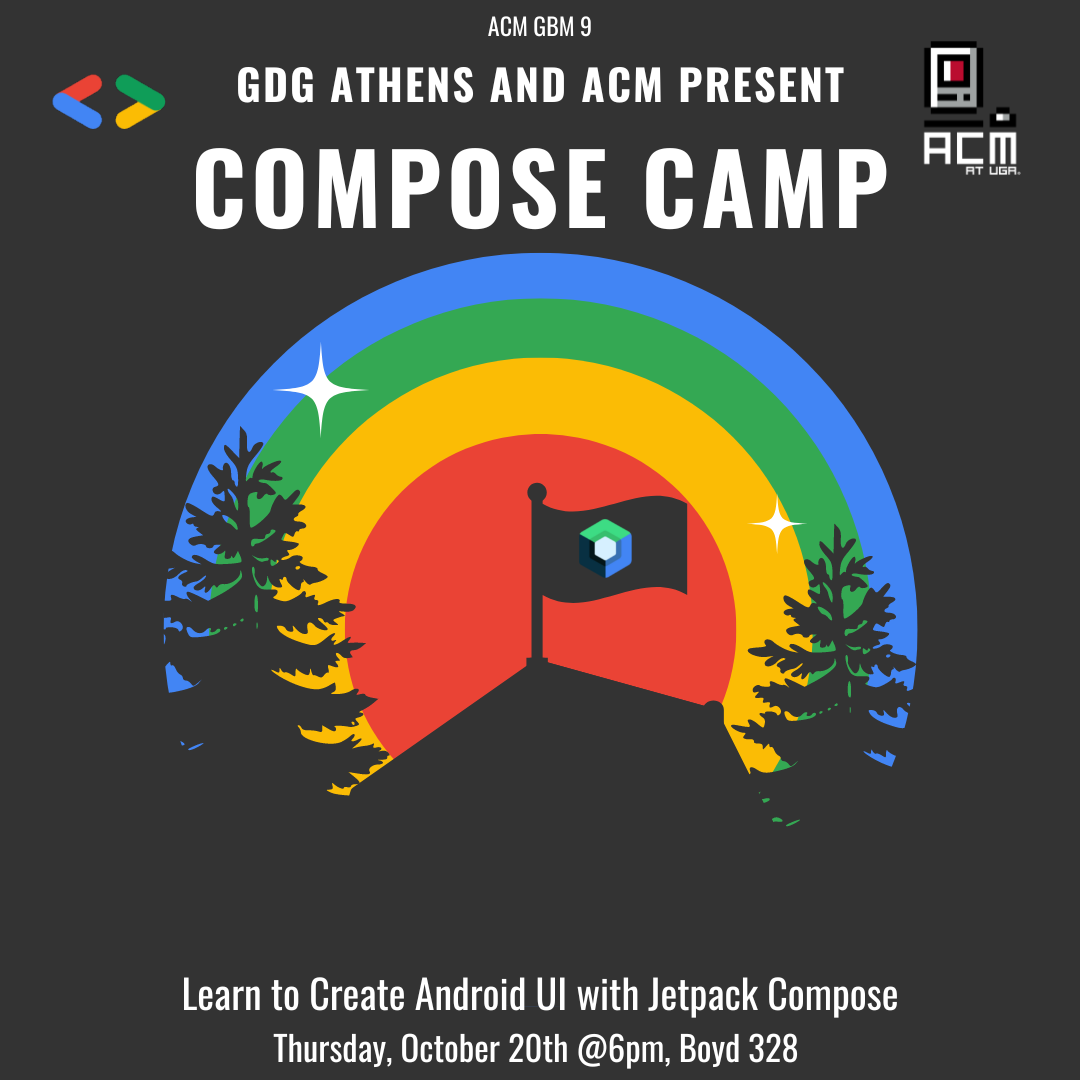 ACM GBM 9
GDG ATHENS AND ACM PRESENT
COMPOSE CAMP
ACM
AT UGA.
Learn to Create Android UI with Jetpack Compose
Thursday, October 20th @6pm, Boyd 328